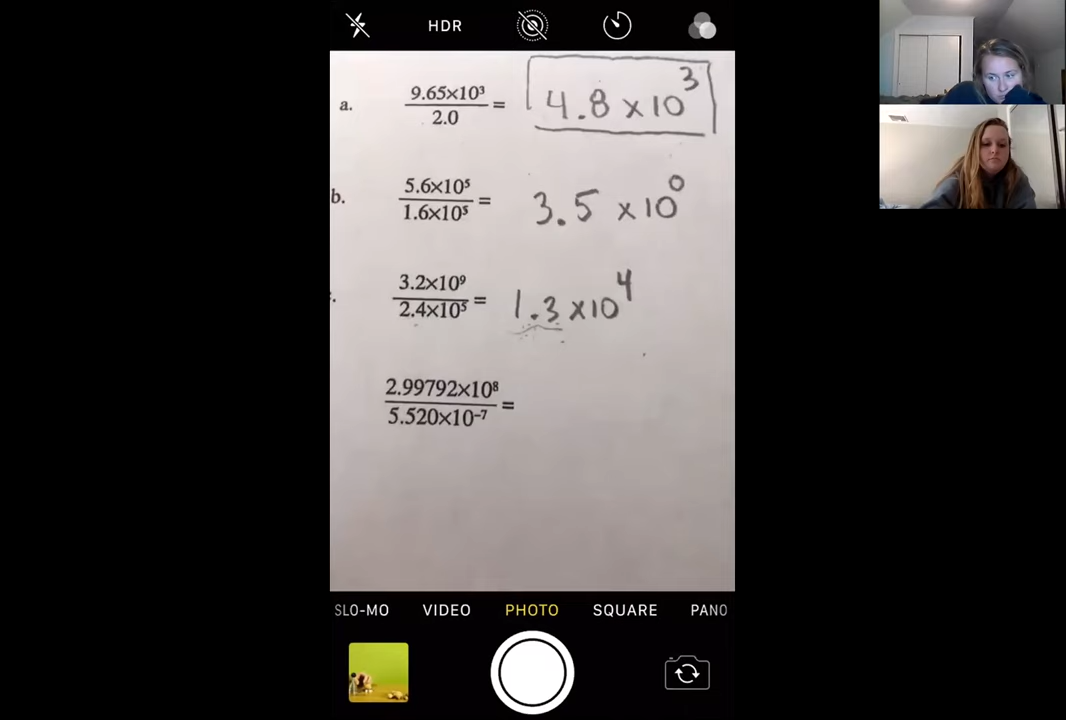 HDR
a. 9.65×10³ / 2.0 = 4.8 x 10³
b. 5.6×10⁵ / 1.6×10⁵ = 3.5 x 10⁰
. 3.2×10⁹ / 2.4×10⁵ = 1.3 x 10⁴
2.99792×10⁸ / 5.520×10⁻⁷ =
SLO-MO VIDEO PHOTO SQUARE PANO